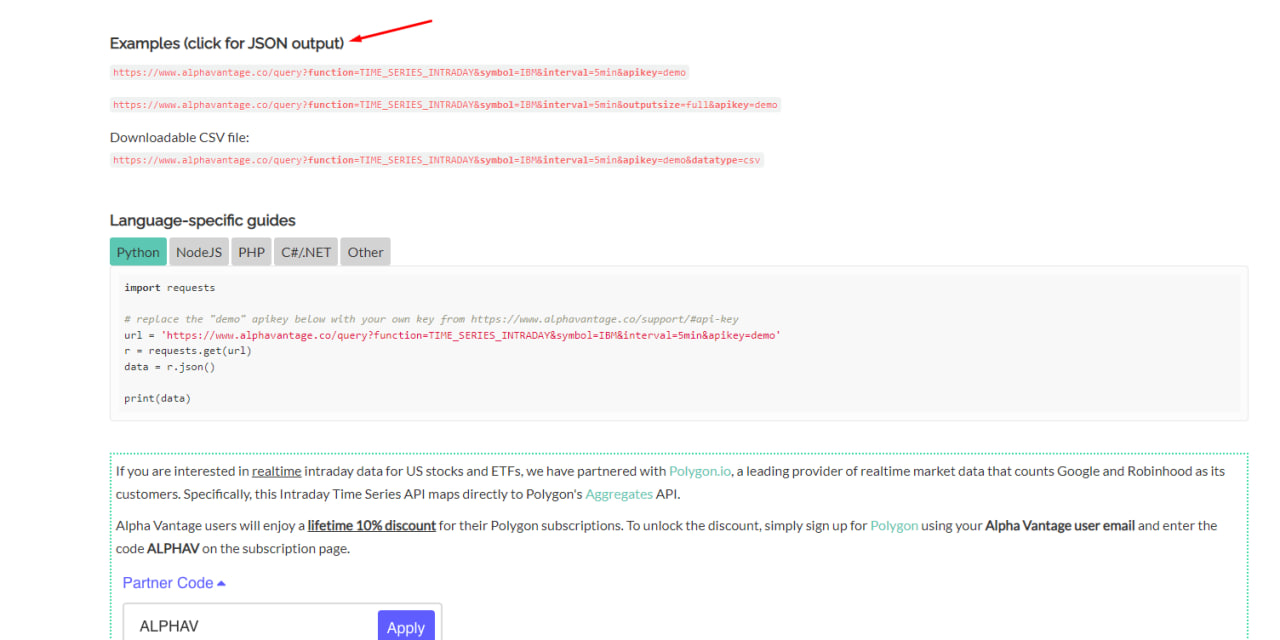 Examples (click for JSON output)
https://www.alphavantage.co/query?function=TIME_SERIES_INTRADAY&symbol=IBM&interval=5min&apikey=demo
https://www.alphavantage.co/query?function=TIME_SERIES_INTRADAY&symbol=IBM&interval=5min&outputsize=full&apikey=demo
Downloadable CSV file:
https://www.alphavantage.co/query?function=TIME_SERIES_INTRADAY&symbol=IBM&interval=5min&apikey=demo&datatype=csv
Language-specific guides
Python NodeJS PHP C#/.NET Other
import requests
# replace the "demo" apikey below with your own key from https://www.alphavantage.co/support/#api-key
url = 'https://www.alphavantage.co/query?function=TIME_SERIES_INTRADAY&symbol=IBM&interval=5min&apikey=demo'
r = requests.get(url)
data = r.json()
print(data)
If you are interested in realtime intraday data for US stocks and ETFs, we have partnered with Polygon.io, a leading provider of realtime market data that counts Google and Robinhood as its
customers. Specifically, this Intraday Time Series API maps directly to Polygon's Aggregates API.
Alpha Vantage users will enjoy a lifetime 10% discount for their Polygon subscriptions. To unlock the discount, simply sign up for Polygon using your Alpha Vantage user email and enter the
code ALPHAV on the subscription page.
Partner Code
ALPHAV Apply